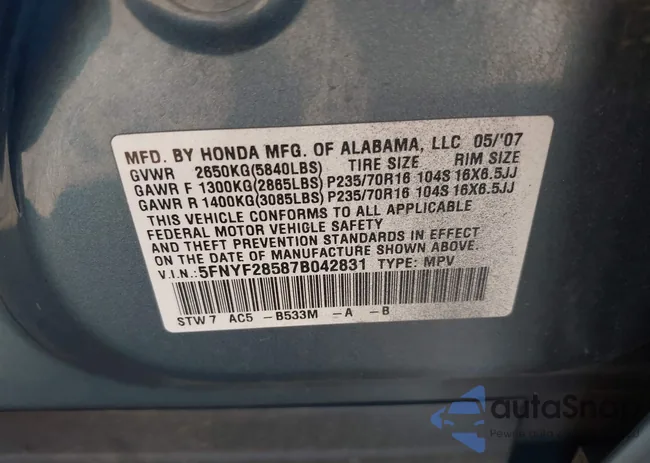 MFD. BY HONDA MFG. OF ALABAMA, LLC 05/'07
GVWR 2650KG(5840LBS) TIRE SIZE RIM SIZE
GAWR F 1300KG(2865LBS) P235/70R16 104S 16X6.5JJ
GAWR R 1400KG(3085LBS) P235/70R16 104S 16X6.5JJ
THIS VEHICLE CONFORMS TO ALL APPLICABLE
FEDERAL MOTOR VEHICLE SAFETY
AND THEFT PREVENTION STANDARDS IN EFFECT
ON THE DATE OF MANUFACTURE SHOWN ABOVE.
V.I.N.: 5FNYF28587B042831 TYPE: MPV
STW7 AC5 -B533M -A -B
autoSnap